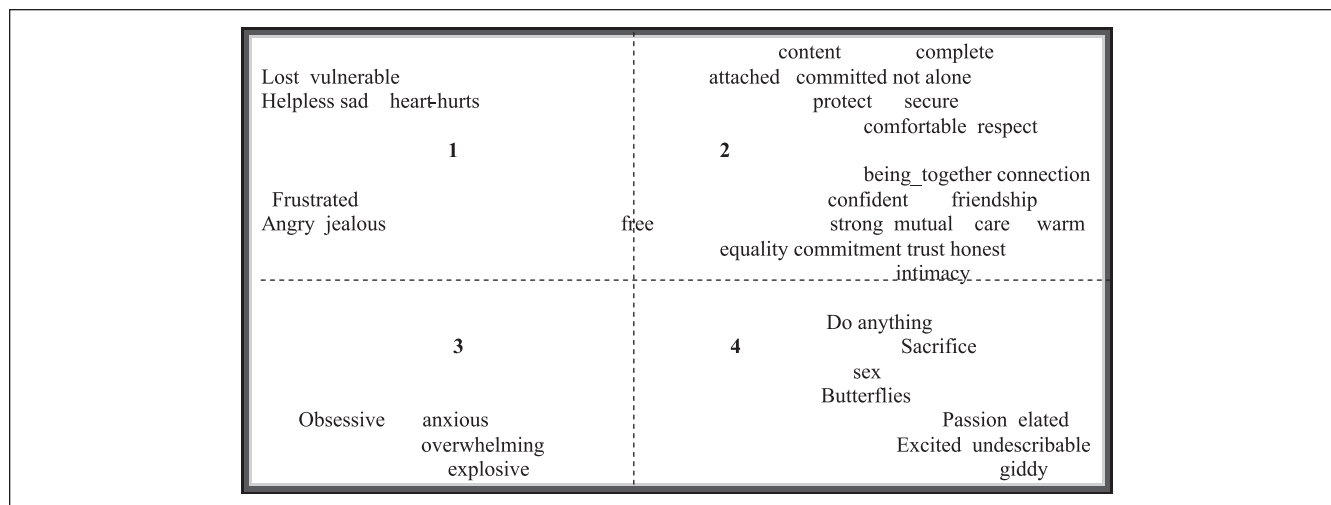 content complete
Lost vulnerable attached committed not alone
Helpless sad heart-hurts protect secure
comfortable respect
1 2
being_together connection
Frustrated confident friendship
Angry jealous free strong mutual care warm
equality commitment trust honest
intimacy
Do anything
3 4 Sacrifice
sex
Butterflies
Obsessive anxious Passion elated
overwhelming Excited undescribable
explosive giddy